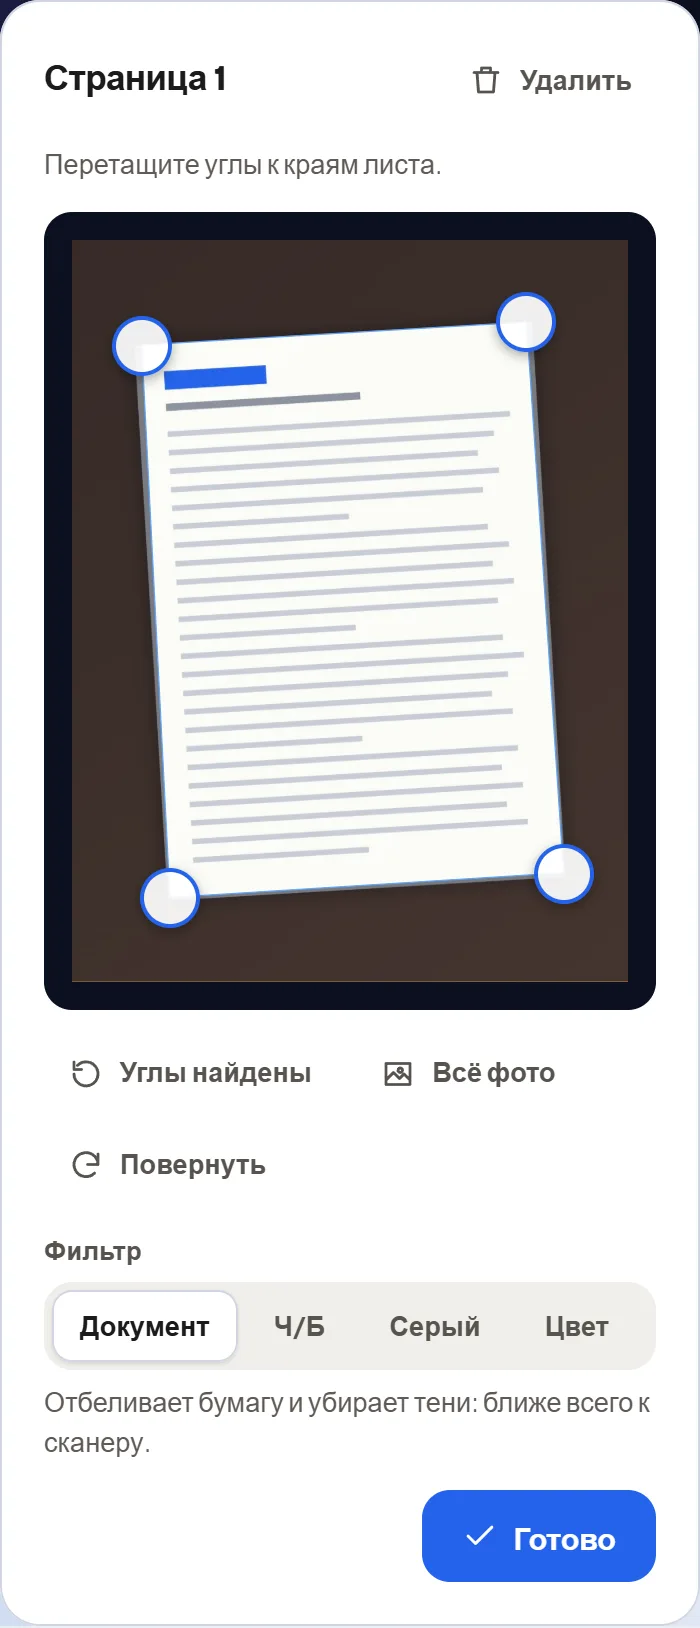 Страница 1
Удалить
Перетащите углы к краям листа.
Углы найдены
Всё фото
Повернуть
Фильтр
Документ
Ч/Б
Серый
Цвет
Отбеливает бумагу и убирает тени: ближе всего к
сканеру.
Готово